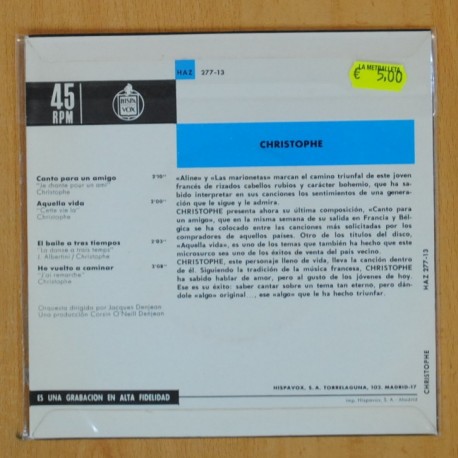 45
RPM
HISPA
VOX
HAZ 377-13
LA METRALLETA
€ 5,00
CHRISTOPHE
Canto para un amigo 3'10"
"Je chante pour un ami"
Christophe
Aquella vida 3'00"
"Cette vie là"
Christophe
El baile a tres tiempos 2'83"
"La danse a trois temps"
J. Albertini / Christophe
He vuelto a caminar 3'08"
"J'ai remarché"
Christophe
Orquesta dirigida por Jacques Denjean
Una producción Corain O'Neill Denjean
«Aline» y «Las marionetas» marcan el camino triunfal de este joven
francés de rizados cabellos rubios y carácter bohemio, que ha sa-
bido interpretar en sus canciones los sentimientos de una genera-
ción que le sigue y le admira.
CHRISTOPHE presenta ahora su última composición, «Canto para
un amigo», que en la misma semana de su salida en Francia y Bél-
gica se ha colocado entre las canciones más solicitadas por los
compradores de aquellos países. Otro de los títulos del disco,
«Aquella vida», es uno de los temas que también ha hecho que este
microsurco sea uno de los éxitos de venta del país vecino.
CHRISTOPHE, este personaje lleno de vida, lleva la canción dentro
de él. Siguiendo la tradición de la música francesa, CHRISTOPHE
ha sabido hablar de amor, pero al gusto de los jóvenes de hoy.
Ese es su éxito: saber cantar sobre un tema tan eterno, pero dán-
dole «algo» original..., ese «algo» que le ha hecho triunfar.
HISPAVOX, S.A. TORRELAGUNA, 102. MADRID-17
Imp. Hispavox, S. A. - Madrid
ES UNA GRABACION EN ALTA FIDELIDAD
CHRISTOPHE HAZ 377-13